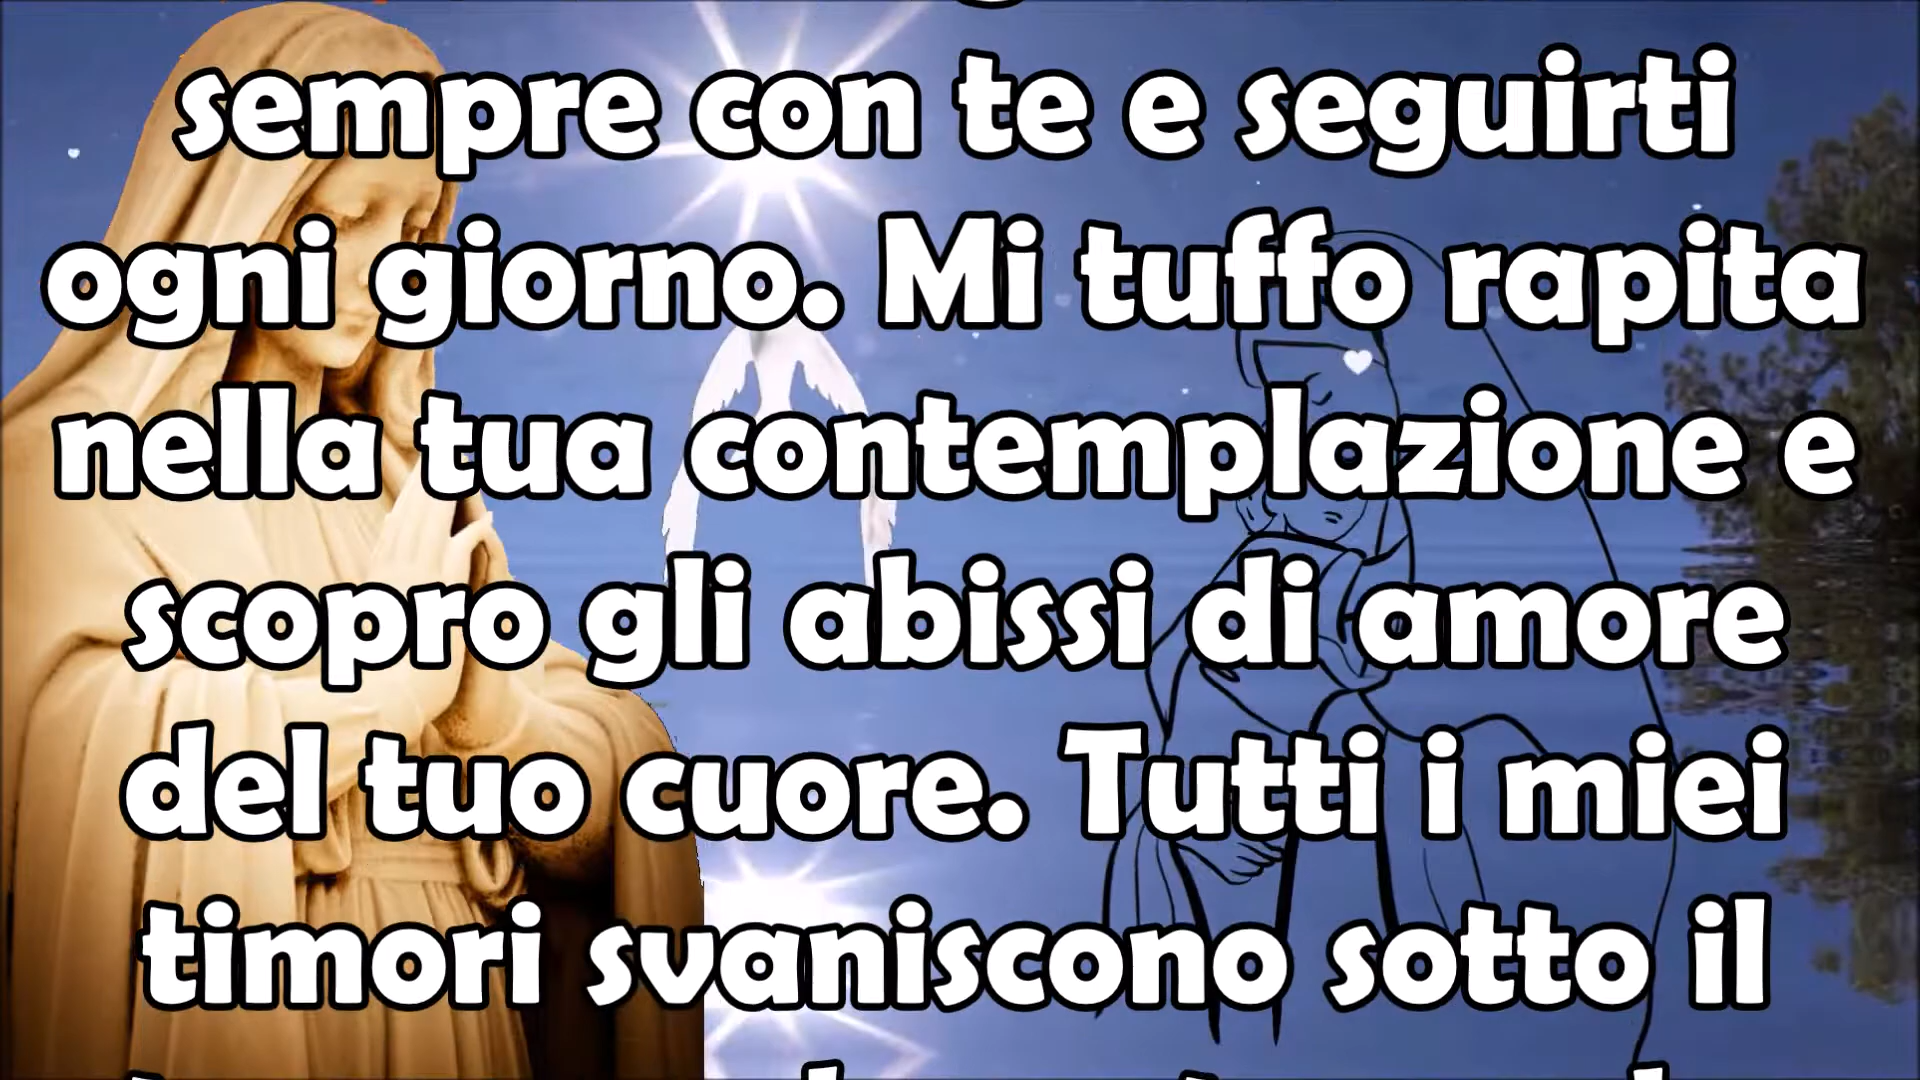 sempre con te e seguirti
ogni giorno. Mi tuffo rapita
nella tua contemplazione e
scopro gli abissi di amore
del tuo cuore. Tutti i miei
timori svaniscono sotto il